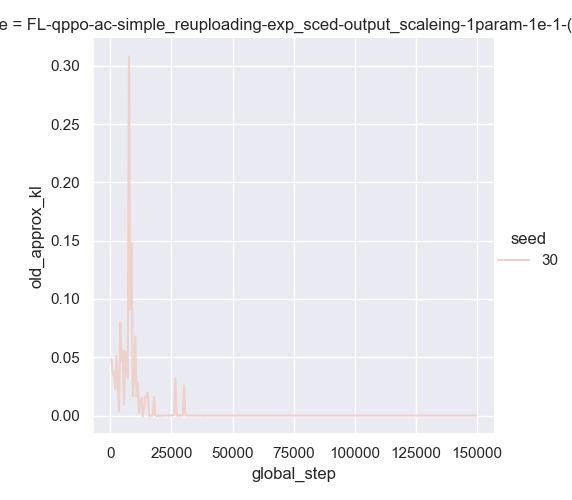 e = FL-qppo-ac-simple_reuploading-exp_sced-output_scaleing-1param-1e-1-(
0.30
0.25
0.20
0.15
0.10
0.05
0.00
old_approx_kl
0 25000 50000 75000 100000 125000 150000
global_step
seed
30